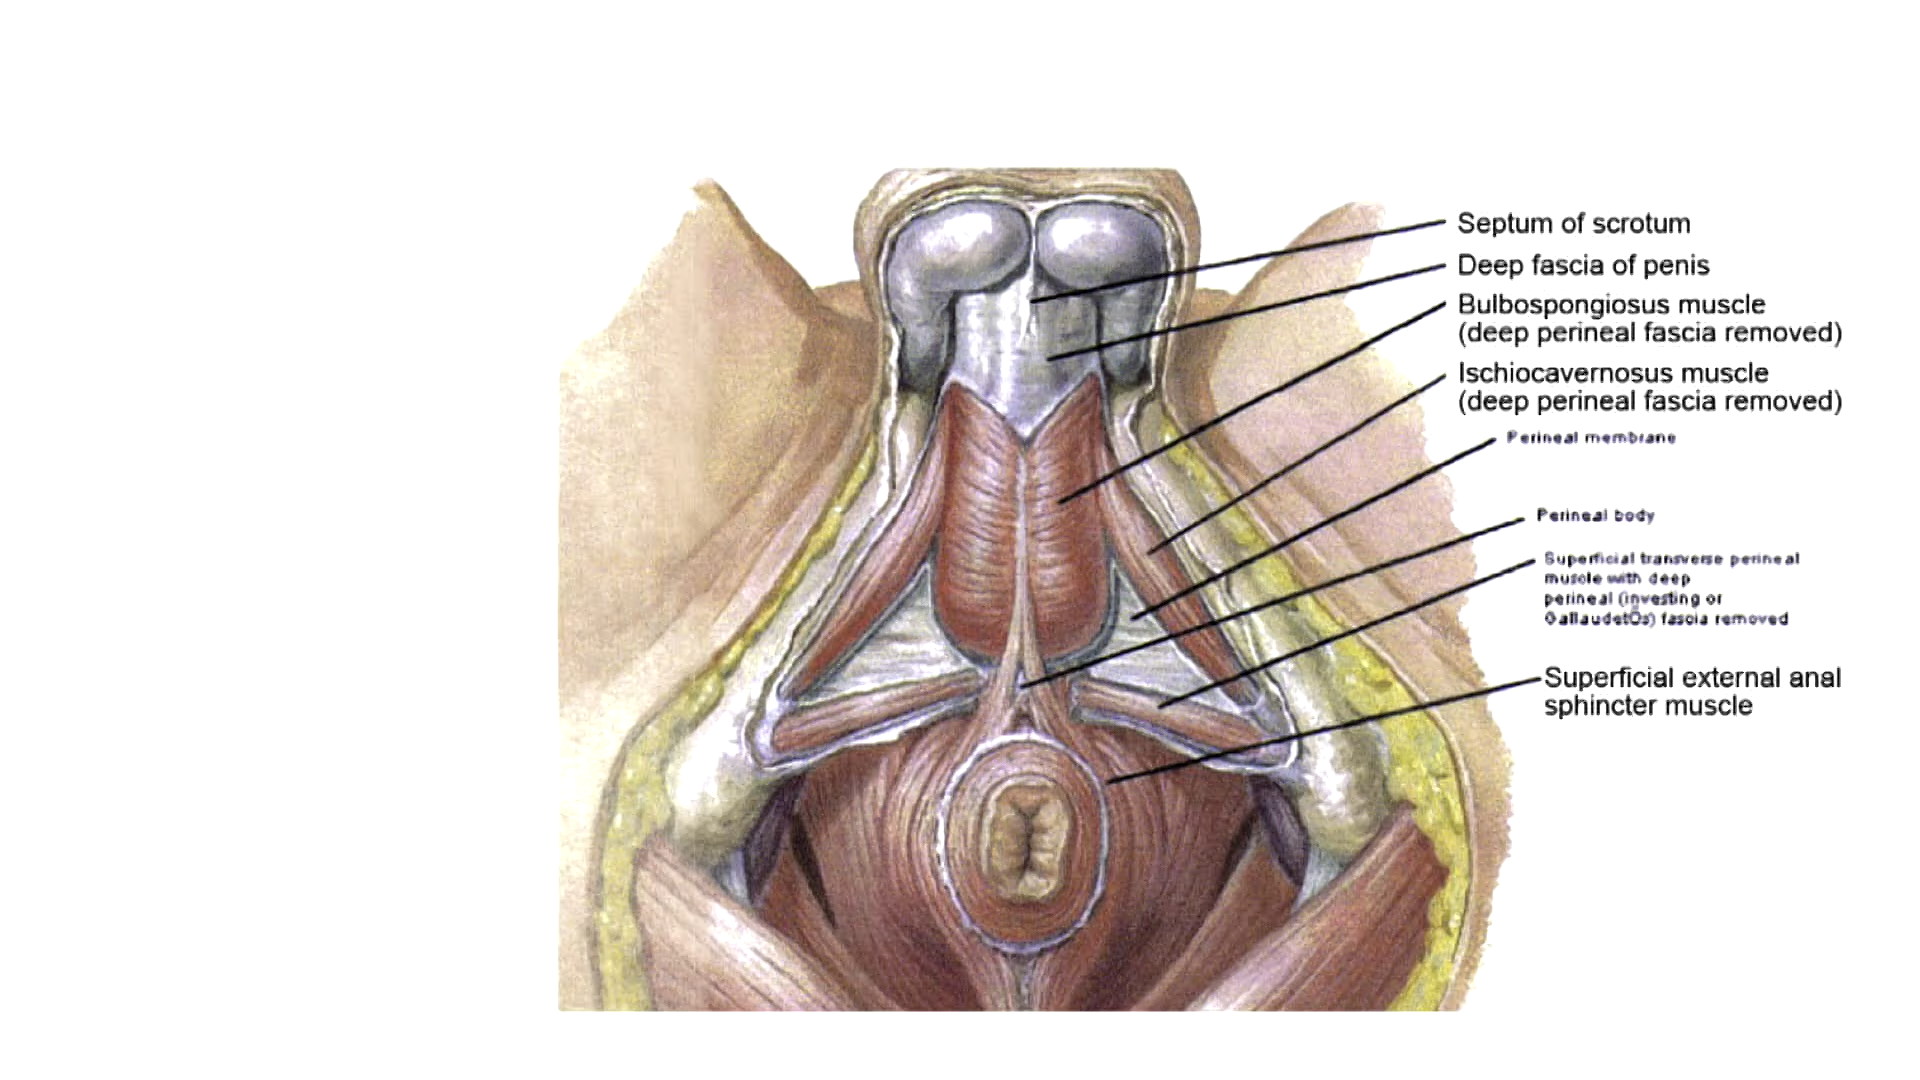 Septum of scrotum
Deep fascia of penis
Bulbospongiosus muscle
(deep perineal fascia removed)
Ischiocavernosus muscle
(deep perineal fascia removed)
Perineal membrane
Perineal body
Superficial transverse perineal
muscle with deep
perineal (investing or
GallaudetÕs) fascia removed
Superficial external anal
sphincter muscle